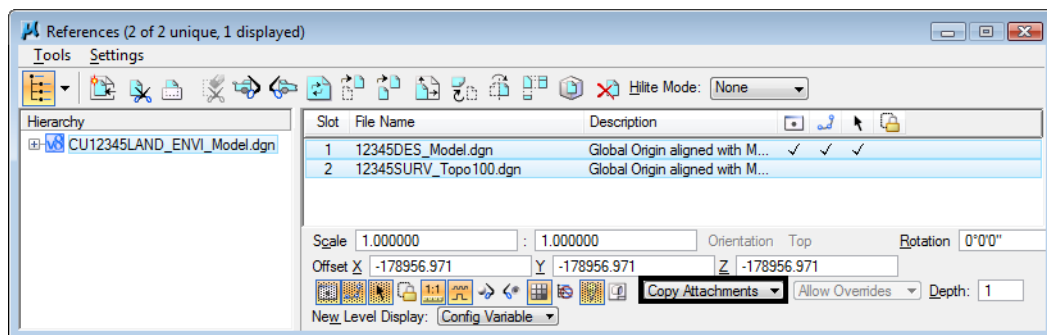 References (2 of 2 unique, 1 displayed)
Tools Settings
Hilite Mode: None
Hierarchy
CU12345LAND_ENVI_Model.dgn
Slot File Name Description
1 12345DES_Model.dgn Global Origin aligned with M...
2 12345SURV_Topo100.dgn Global Origin aligned with M...
Scale 1.000000 : 1.000000 Orientation Top Rotation 0°0'0"
Offset X -178956.971 Y -178956.971 Z -178956.971
1:1 Copy Attachments Allow Overrides Depth: 1
New Level Display: Config Variable